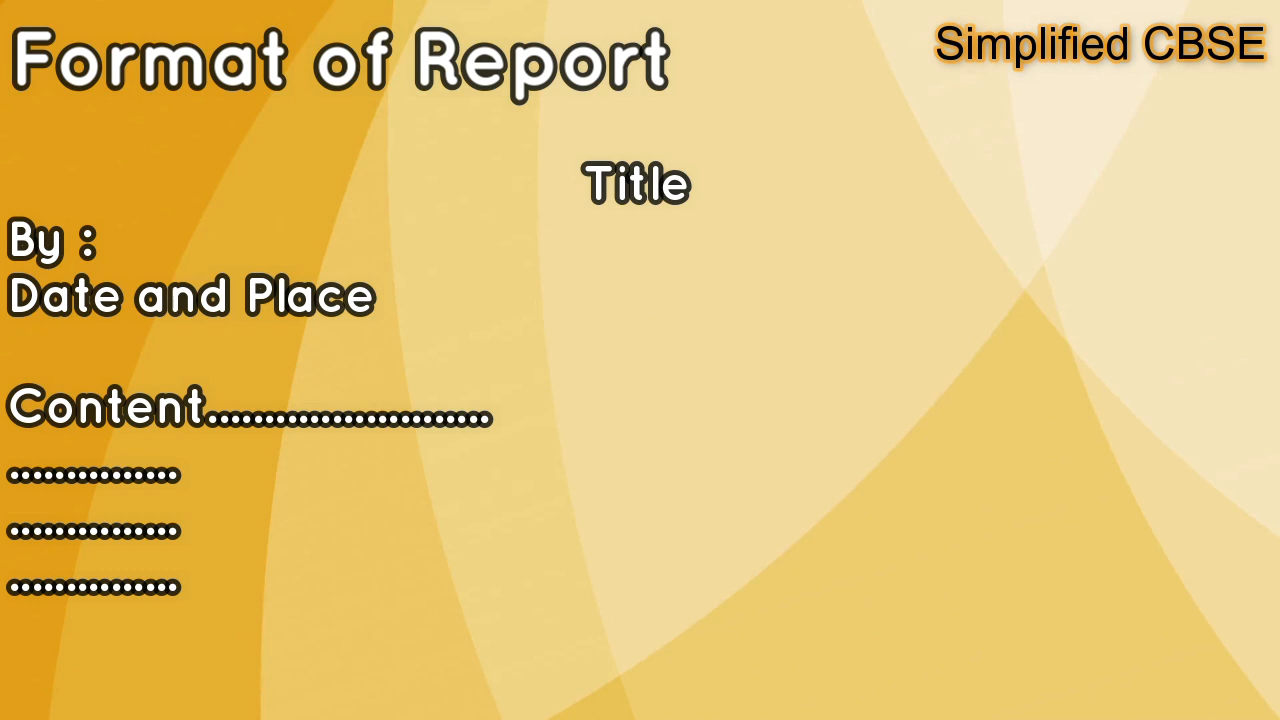 Format of Report
Simplified CBSE
Title
By :
Date and Place
Content.........................
...............
...............
...............